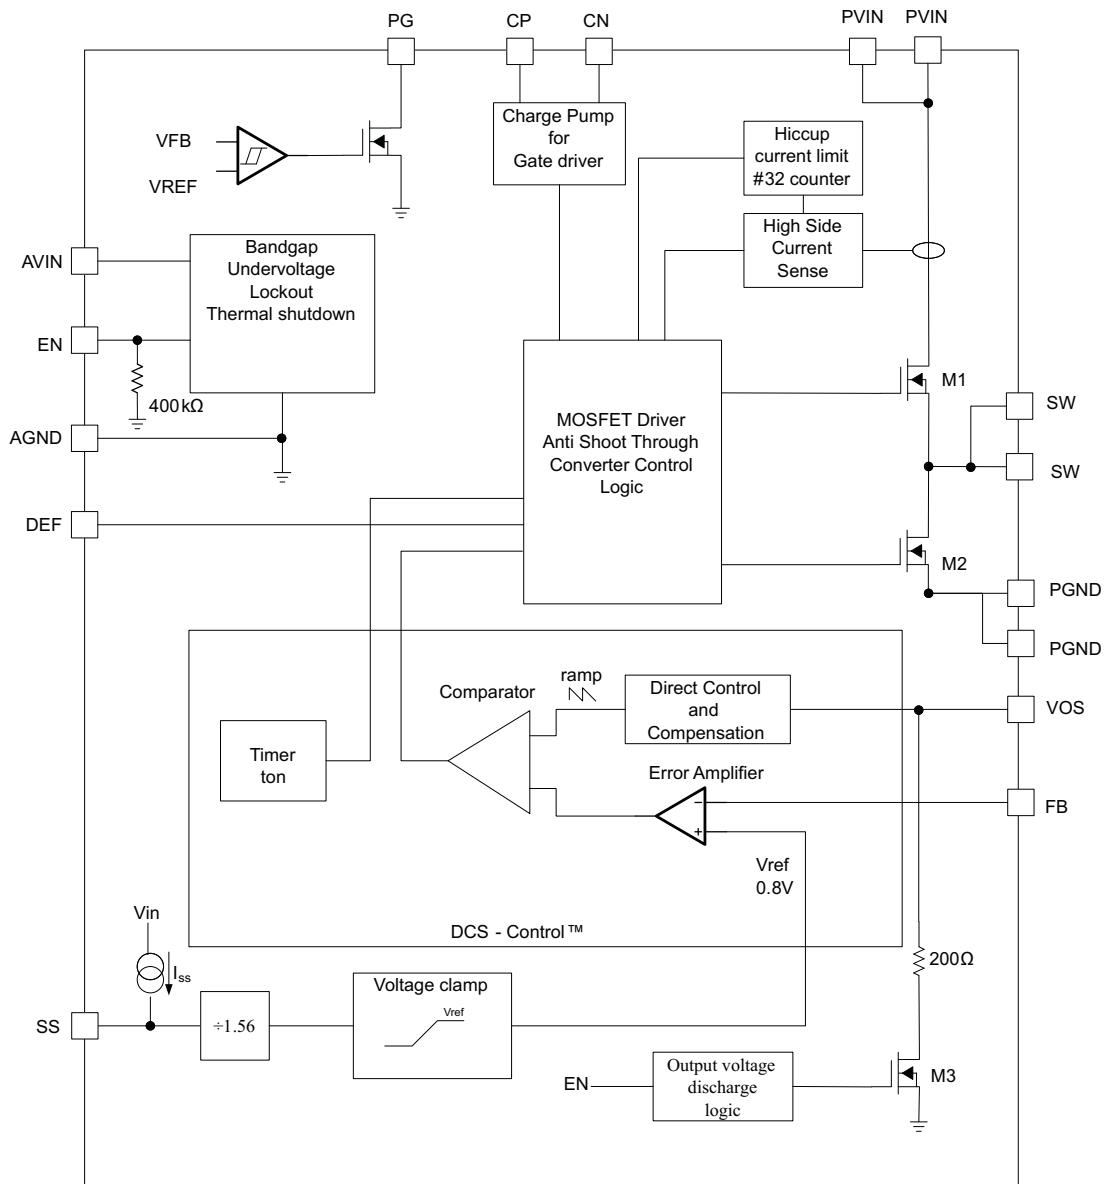 PG
CP
CN
PVIN
PVIN
Charge Pump
for
Gate driver
Hiccup
current limit
#32 counter
VFB
VREF
High Side
Current
Sense
Bandgap
Undervoltage
Lockout
Thermal shutdown
AVIN
EN
400kΩ
AGND
DEF
MOSFET Driver
Anti Shoot Through
Converter Control
Logic
M1
SW
SW
M2
PGND
PGND
VOS
FB
ramp
Comparator
Direct Control
and
Compensation
Timer
ton
Error Amplifier
−
+
Vref
0.8V
DCS - Control™
200Ω
Vin
Iss
SS
÷1.56
Voltage clamp
Vref
EN
Output voltage
discharge
logic
M3